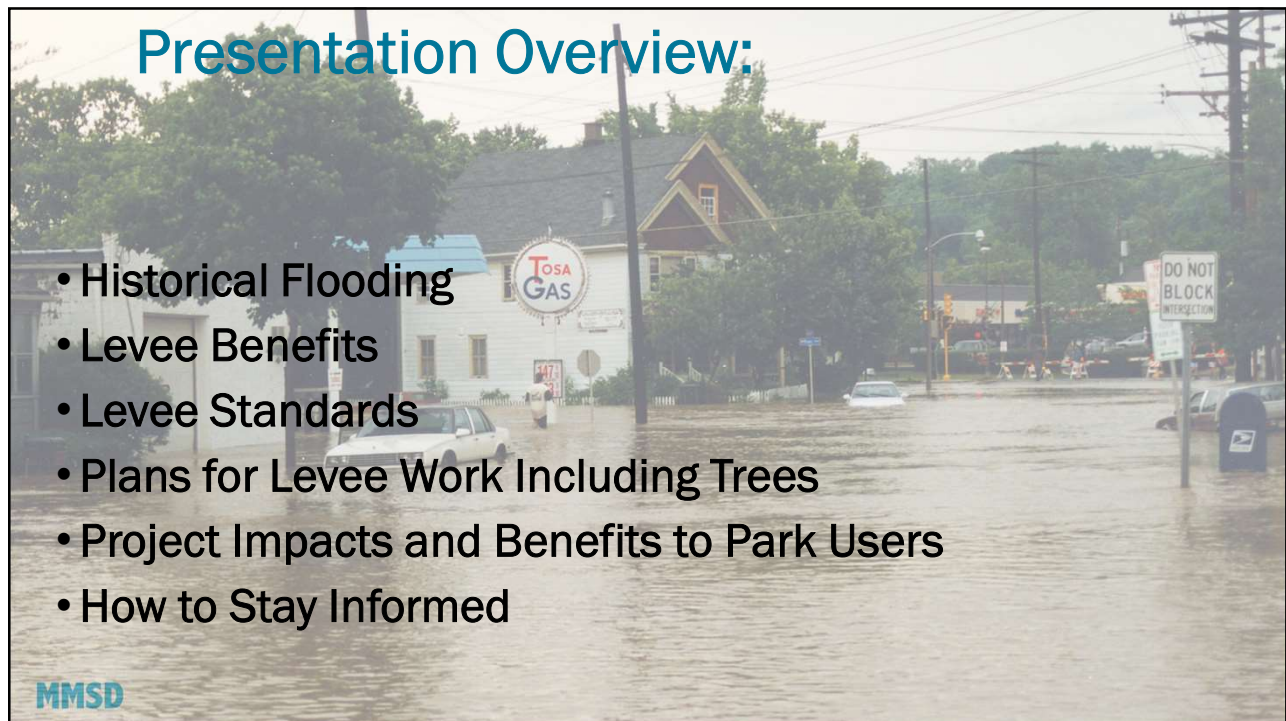 Presentation Overview:
• Historical Flooding
• Levee Benefits
• Levee Standards
• Plans for Levee Work Including Trees
• Project Impacts and Benefits to Park Users
• How to Stay Informed
TOSA
GAS
DO NOT
BLOCK
INTERSECTION
147
MMSD